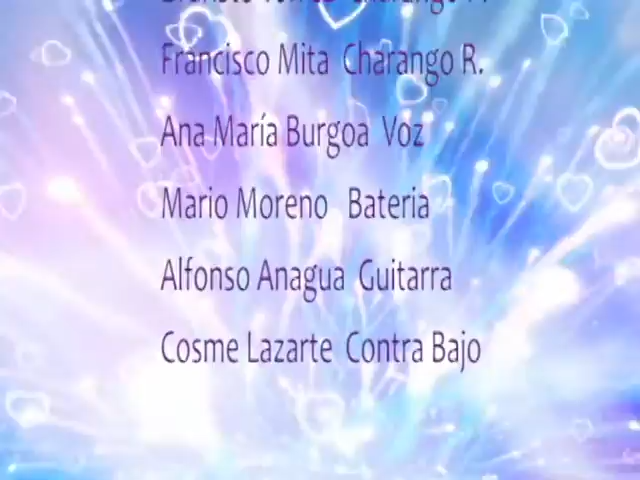 Francisco Mita Charango R.
Ana María Burgoa Voz
Mario Moreno Bateria
Alfonso Anagua Guitarra
Cosme Lazarte Contra Bajo